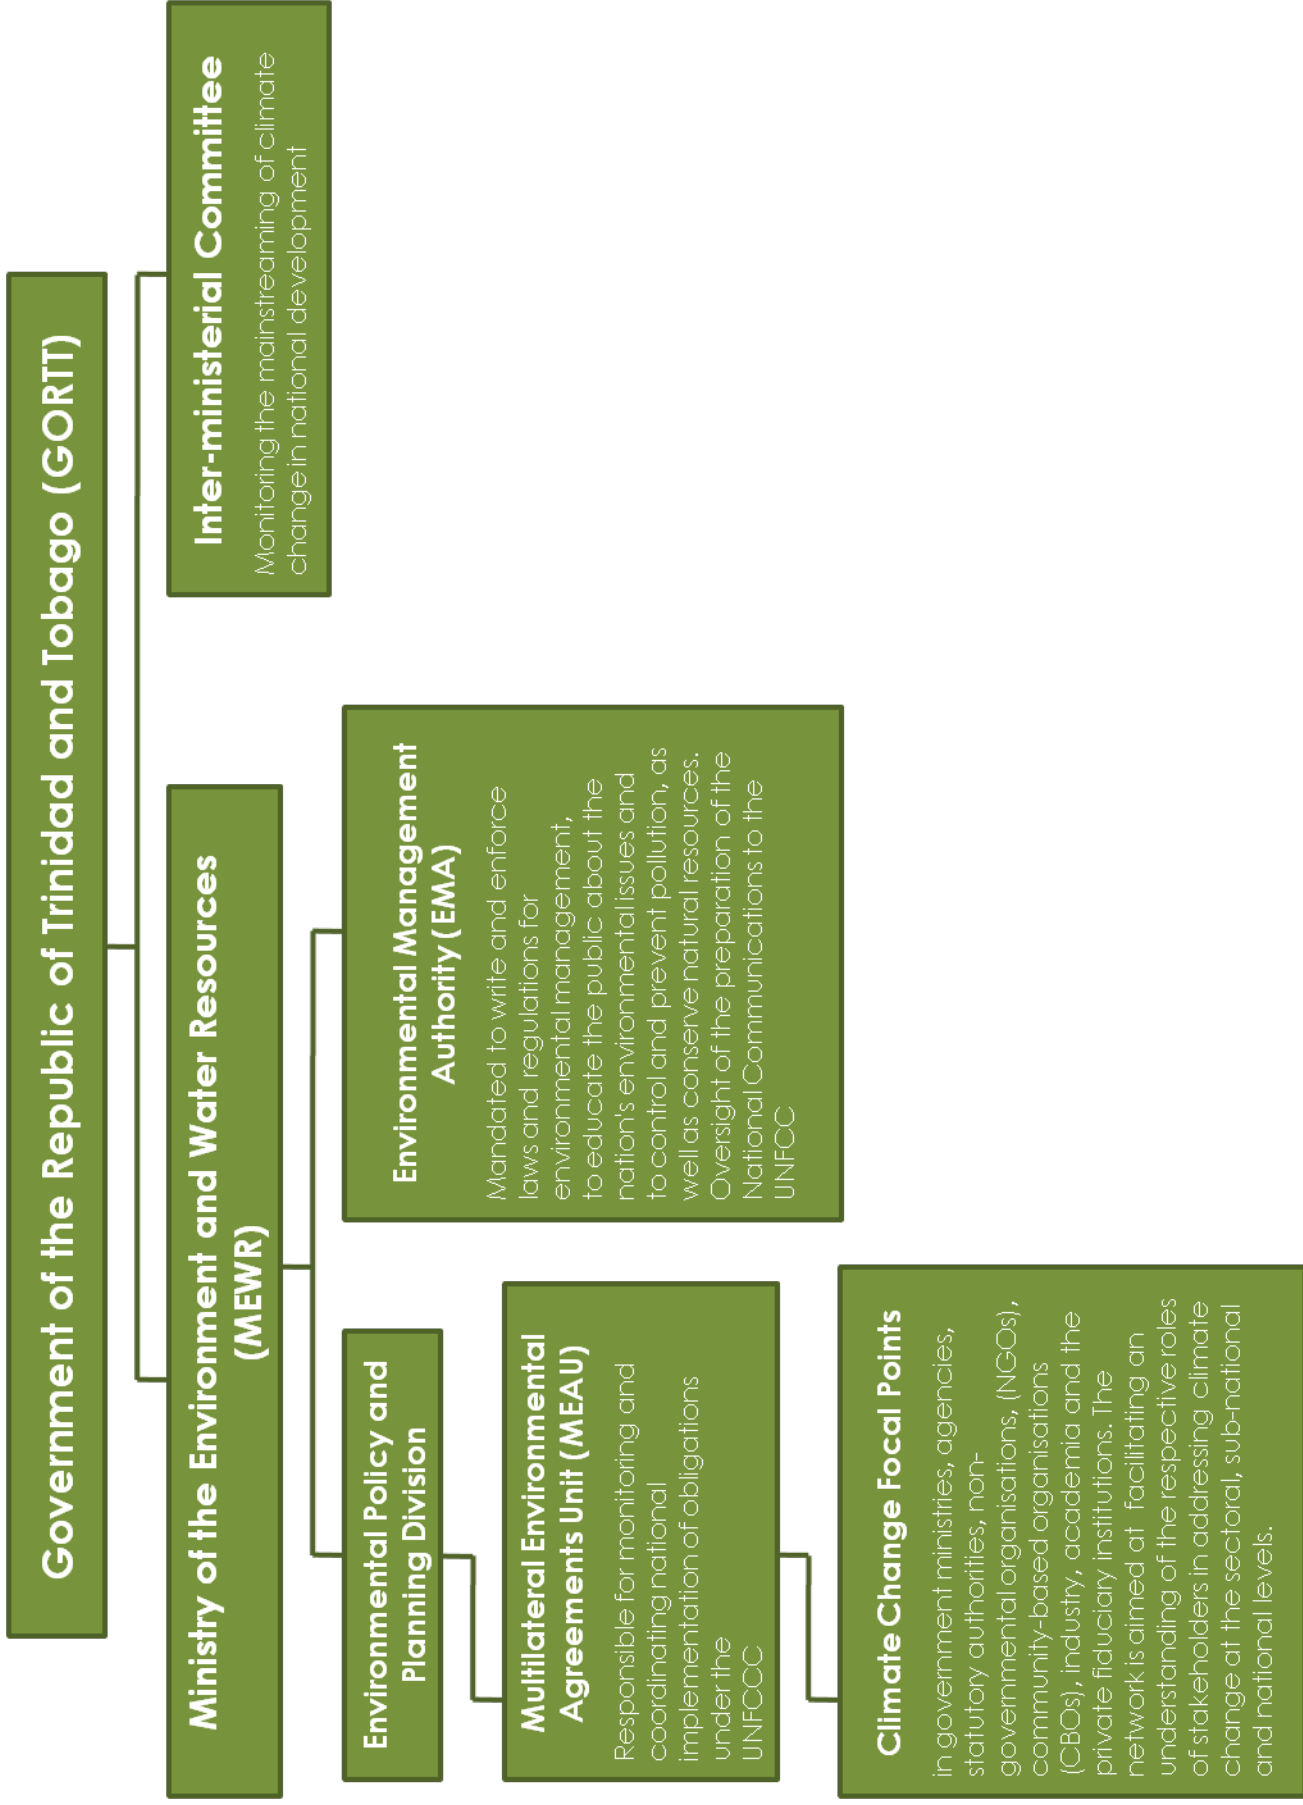 Government of the Republic of Trinidad and Tobago (GORTT)
Ministry of the Environment and Water Resources
(MEWR)
Inter-ministerial Committee
Monitoring the mainstreaming of climate
change in national development
Environmental Policy and
Planning Division
Environmental Management
Authority (EMA)
Mandated to write and enforce
laws and regulations for
environmental management,
to educate the public about the
nation's environmental issues and
to control and prevent pollution, as
well as conserve natural resources.
Oversight of the preparation of the
National Communications to the
UNFCC
Multilateral Environmental
Agreements Unit (MEAU)
Responsible for monitoring and
coordinating national
implementation of obligations
under the
UNFCCC
Climate Change Focal Points
in government ministries, agencies,
statutory authorities, non-
governmental organisations, (NGOs),
community-based organisations
(CBOs), industry, academia and the
private fiduciary institutions. The
network is aimed at facilitating an
understanding of the respective roles
of stakeholders in addressing climate
change at the sectoral, sub-national
and national levels.